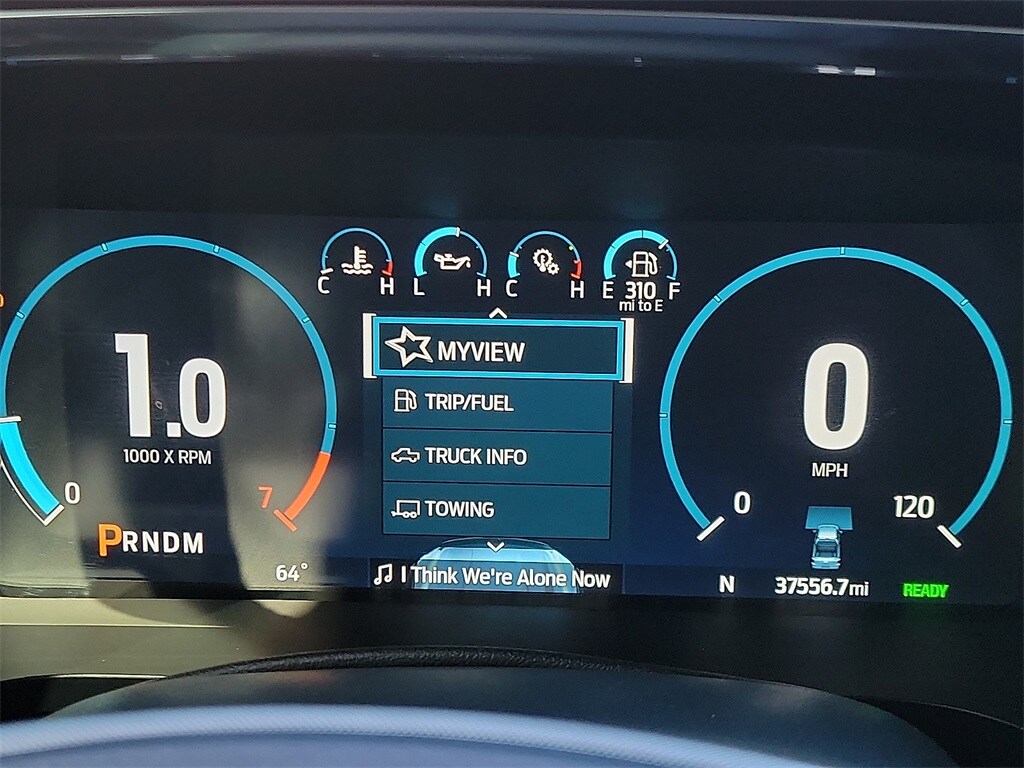 C H L H C H E 310 F
mi to E
MYVIEW
1.0
1000 X RPM
0 7
PRNDM
64°
TRIP/FUEL
TRUCK INFO
TOWING
I Think We're Alone Now
0
MPH
0 120
N 37556.7mi READY